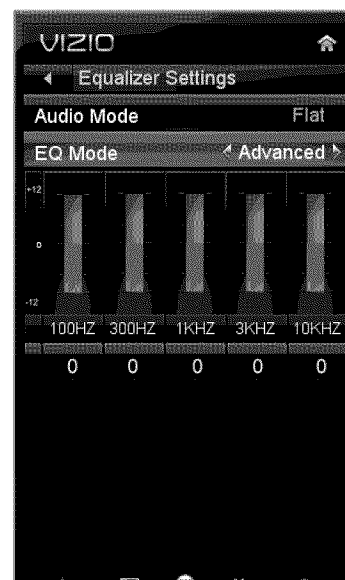 VIZIO
Equalizer Settings
Audio Mode Flat
EQ Mode Advanced
+12
0
-12
100HZ 300HZ 1KHZ 3KHZ 10KHZ
0 0 0 0 0